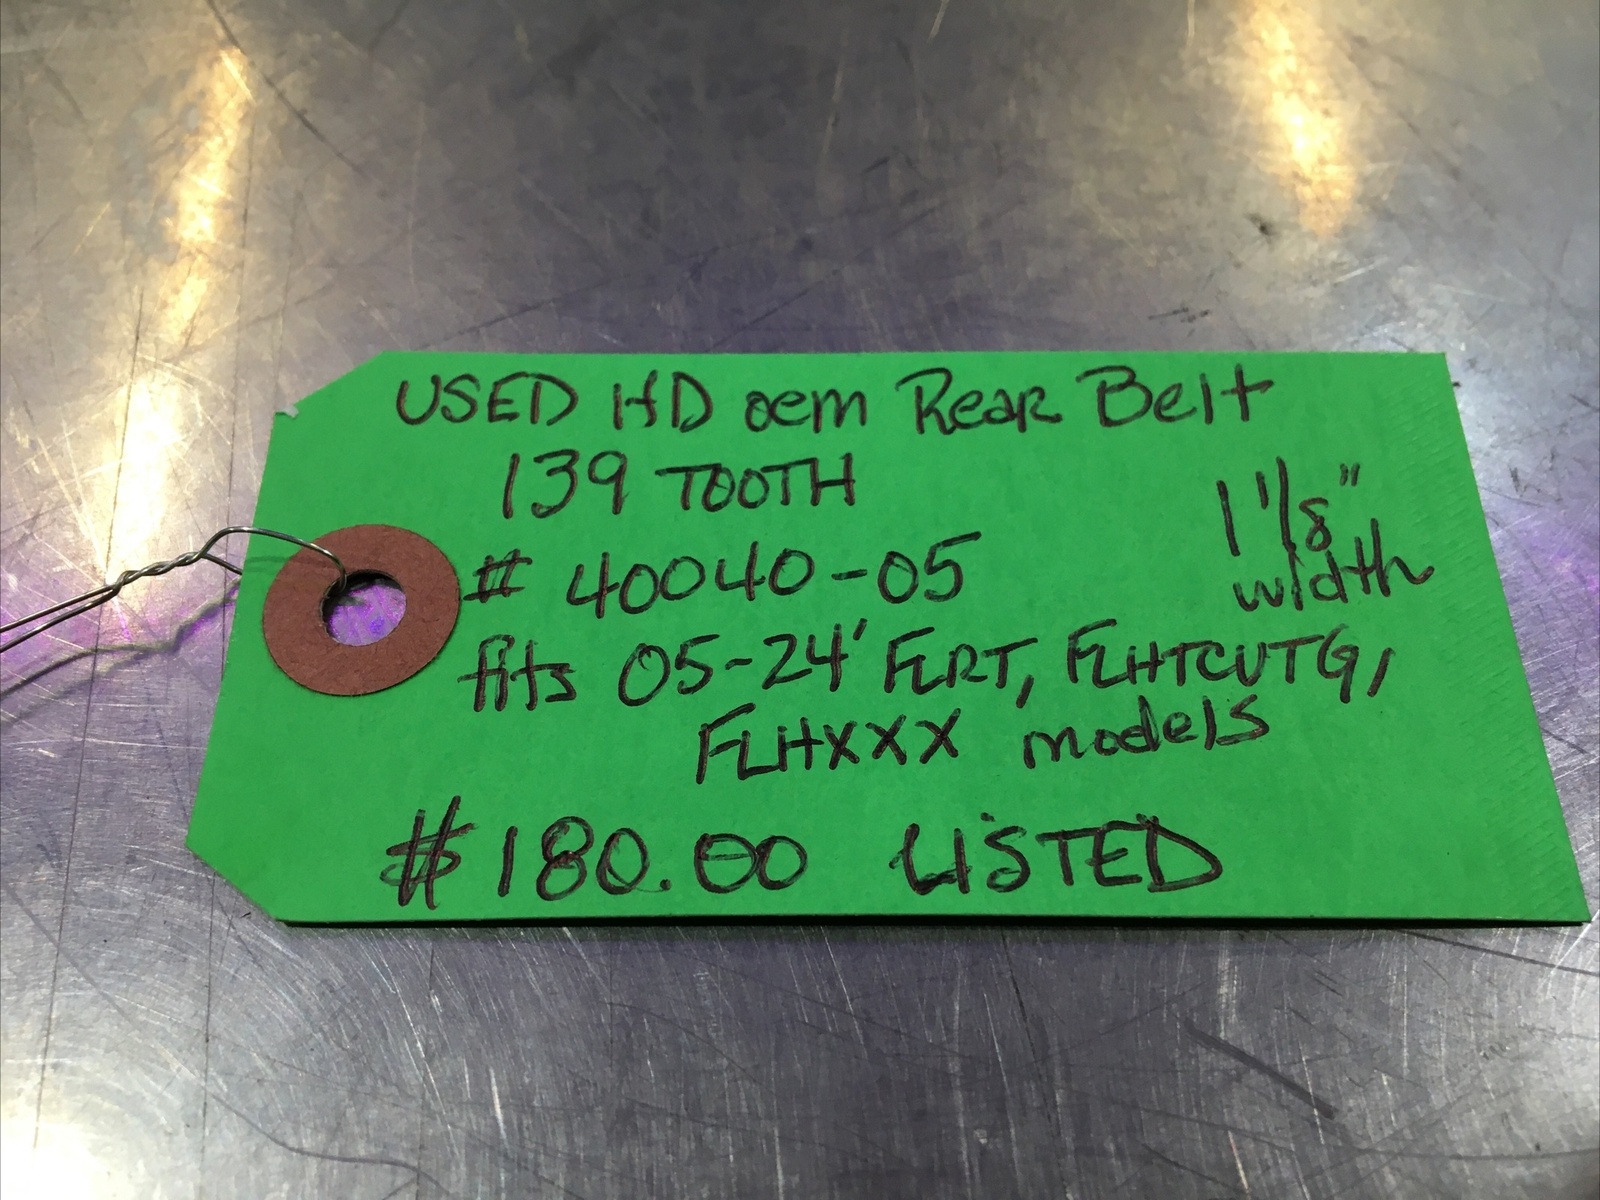 USED HD oem Rear Belt
139 TOOTH
1 1/8"
width
# 40040-05
fits 05-24' FLRT, FLHTCUTG,
FLHXXX models
$180.00 LISTED